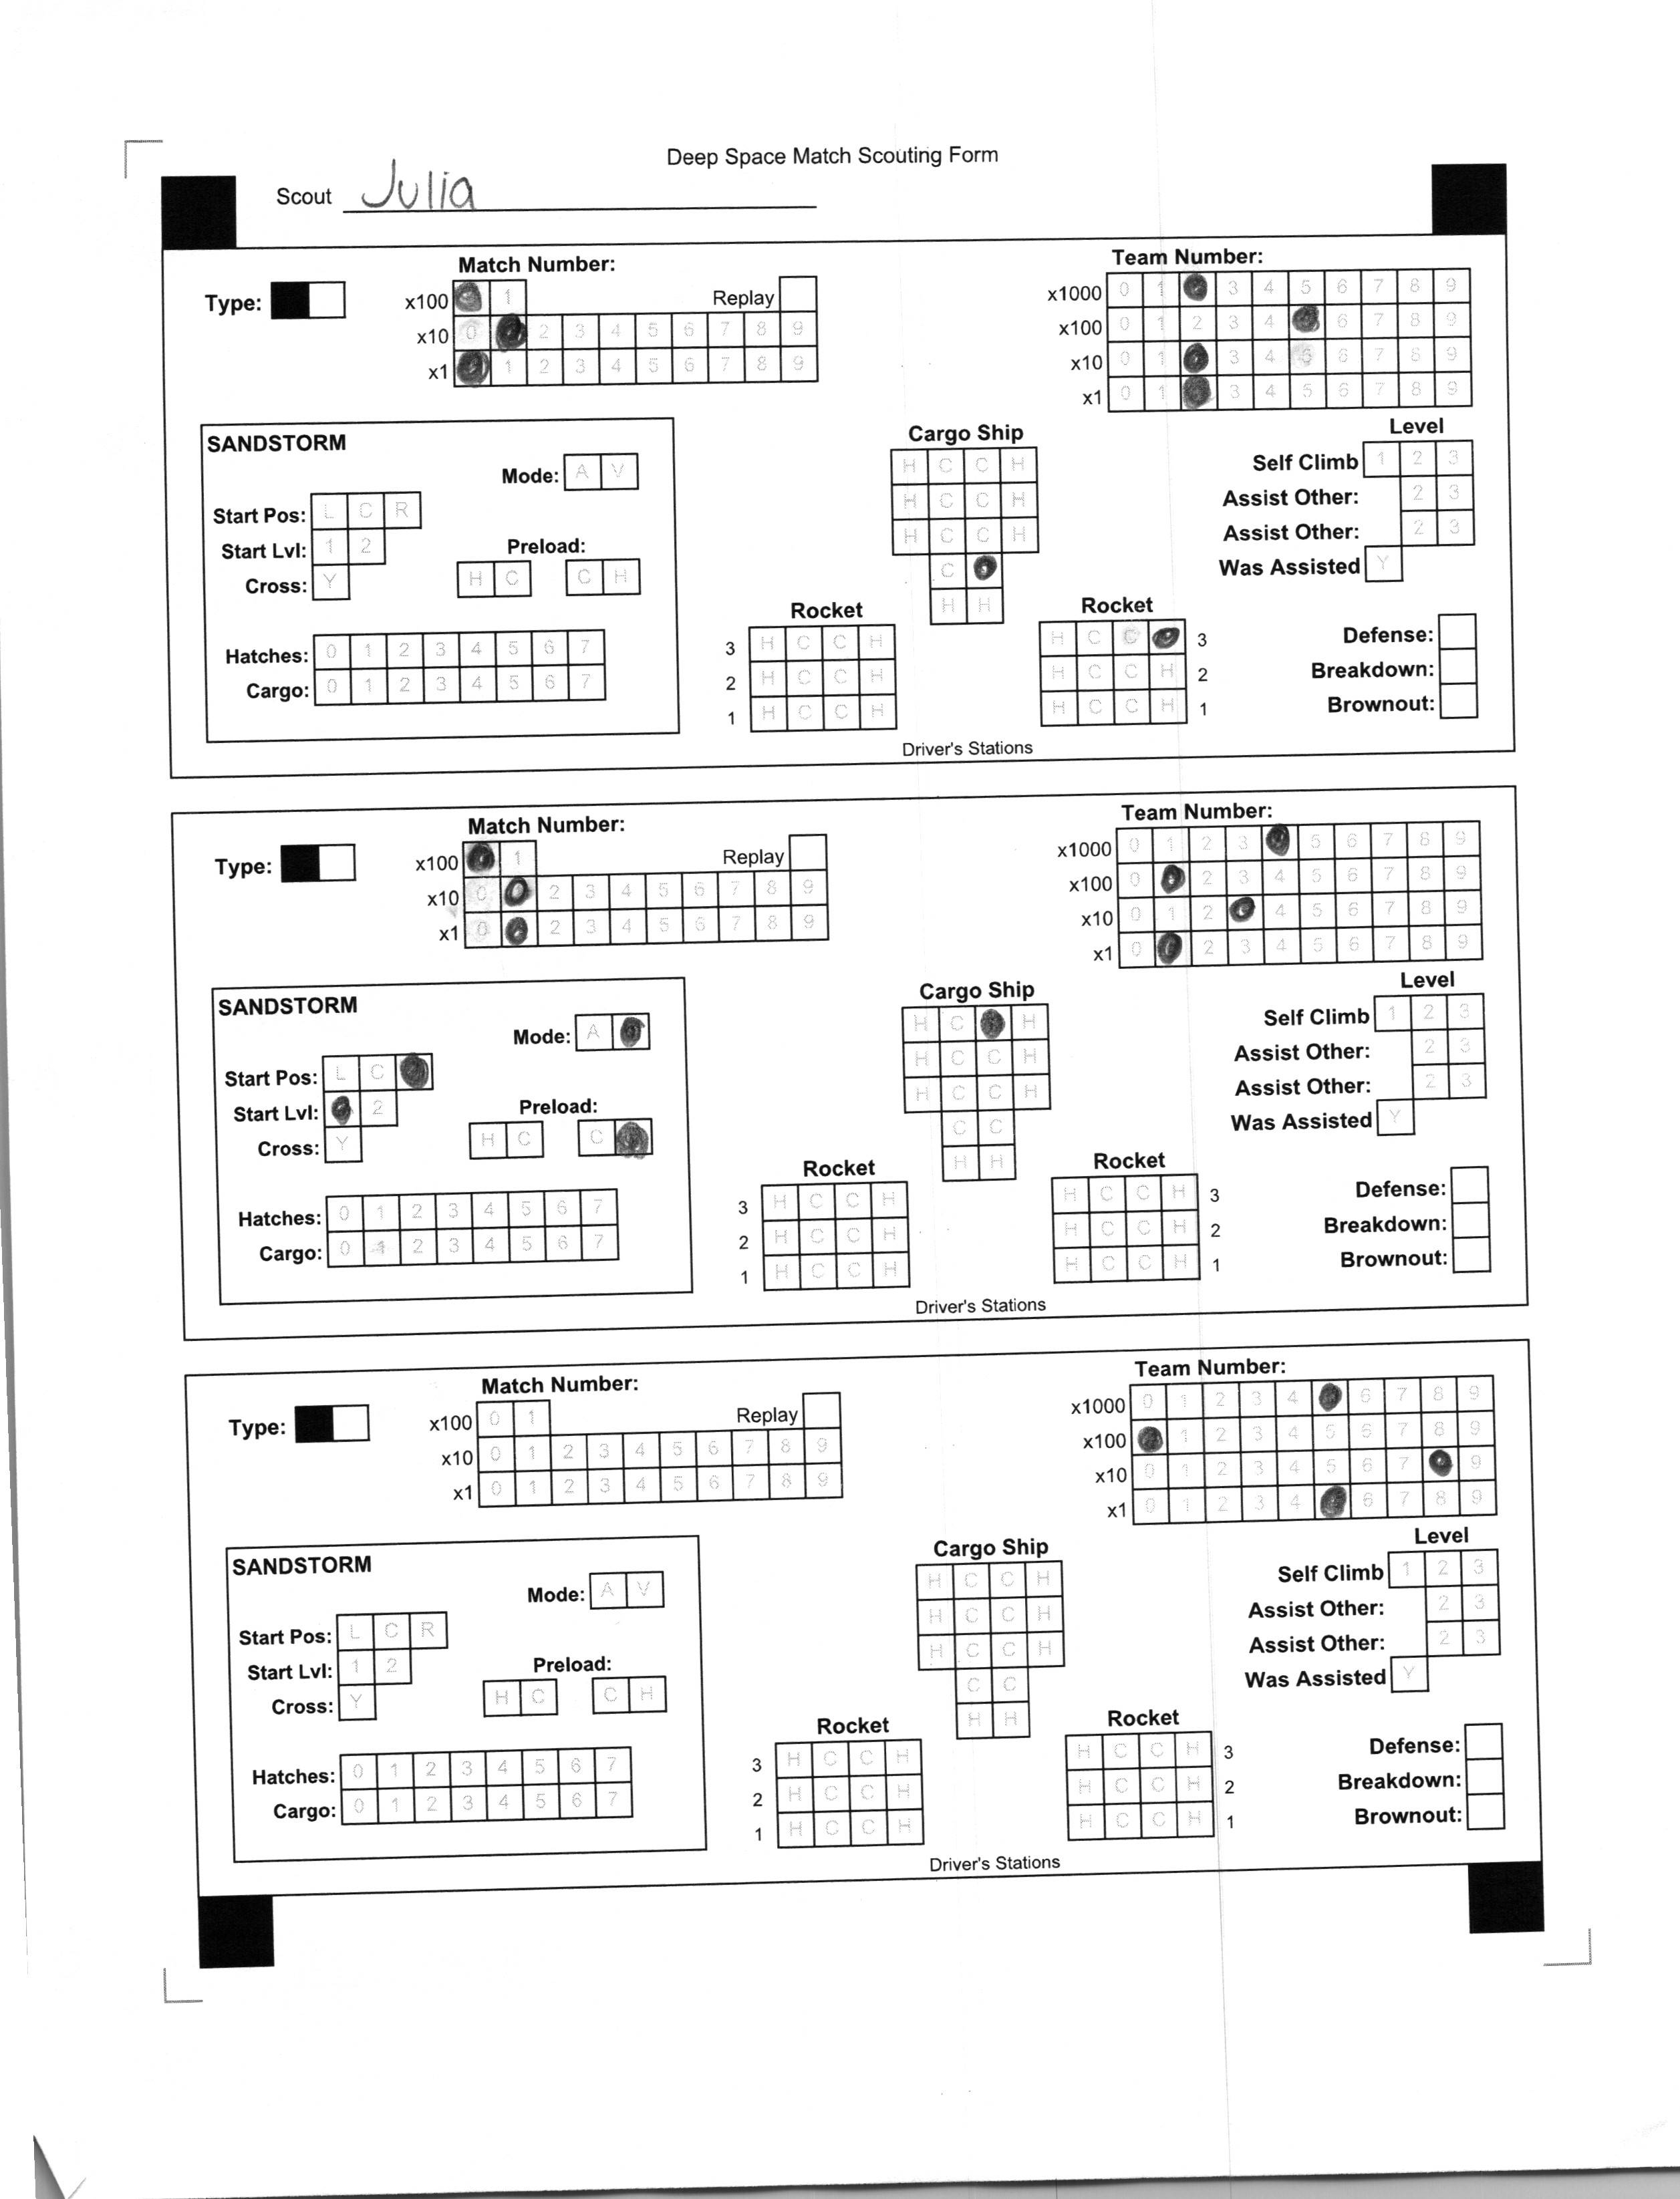 Deep Space Match Scouting Form
Scout Julia
Match Number:
Team Number:
Type:
x100 1 Replay
x10 0 2 3 4 5 6 7 8 9
x1 1 2 3 4 5 6 7 8 9
x1000 0 1 3 4 5 6 7 8 9
x100 0 1 2 3 4 6 7 8 9
x10 0 1 3 4 5 6 7 8 9
x1 0 1 3 4 5 6 7 8 9
SANDSTORM
Mode: A V
Start Pos: L C R
Start Lvl: 1 2
Preload:
Cross: Y H C C H
Hatches: 0 1 2 3 4 5 6 7
Cargo: 0 1 2 3 4 5 6 7
Cargo Ship
H C C H
H C C H
H C C H
C
H H
Rocket
3 H C C H
2 H C C H
1 H C C H
Rocket
H C C 3
H C C H 2
H C C H 1
Driver's Stations
Level
Self Climb 1 2 3
Assist Other: 2 3
Assist Other: 2 3
Was Assisted Y
Defense:
Breakdown:
Brownout:
Match Number:
Team Number:
Type:
x100 1 Replay
x10 0 2 3 4 5 6 7 8 9
x1 0 2 3 4 5 6 7 8 9
x1000 0 1 2 3 5 6 7 8 9
x100 0 2 3 4 5 6 7 8 9
x10 0 1 2 4 5 6 7 8 9
x1 0 2 3 4 5 6 7 8 9
SANDSTORM
Mode: A
Start Pos: L C
Start Lvl: 2
Preload:
Cross: Y H C C
Hatches: 0 1 2 3 4 5 6 7
Cargo: 0 1 2 3 4 5 6 7
Cargo Ship
H C H
H C C H
H C C H
C C
H H
Rocket
3 H C C H
2 H C C H
1 H C C H
Rocket
H C C H 3
H C C H 2
H C C H 1
Driver's Stations
Level
Self Climb 1 2 3
Assist Other: 2 3
Assist Other: 2 3
Was Assisted Y
Defense:
Breakdown:
Brownout:
Match Number:
Team Number:
Type:
x100 0 1 Replay
x10 0 1 2 3 4 5 6 7 8 9
x1 0 1 2 3 4 5 6 7 8 9
x1000 0 1 2 3 4 6 7 8 9
x100 1 2 3 4 5 6 7 8 9
x10 0 1 2 3 4 5 6 7 9
x1 0 1 2 3 4 6 7 8 9
SANDSTORM
Mode: A V
Start Pos: L C R
Start Lvl: 1 2
Preload:
Cross: Y H C C H
Hatches: 0 1 2 3 4 5 6 7
Cargo: 0 1 2 3 4 5 6 7
Cargo Ship
H C C H
H C C H
H C C H
C C
H H
Rocket
3 H C C H
2 H C C H
1 H C C H
Rocket
H C C H 3
H C C H 2
H C C H 1
Driver's Stations
Level
Self Climb 1 2 3
Assist Other: 2 3
Assist Other: 2 3
Was Assisted Y
Defense:
Breakdown:
Brownout: